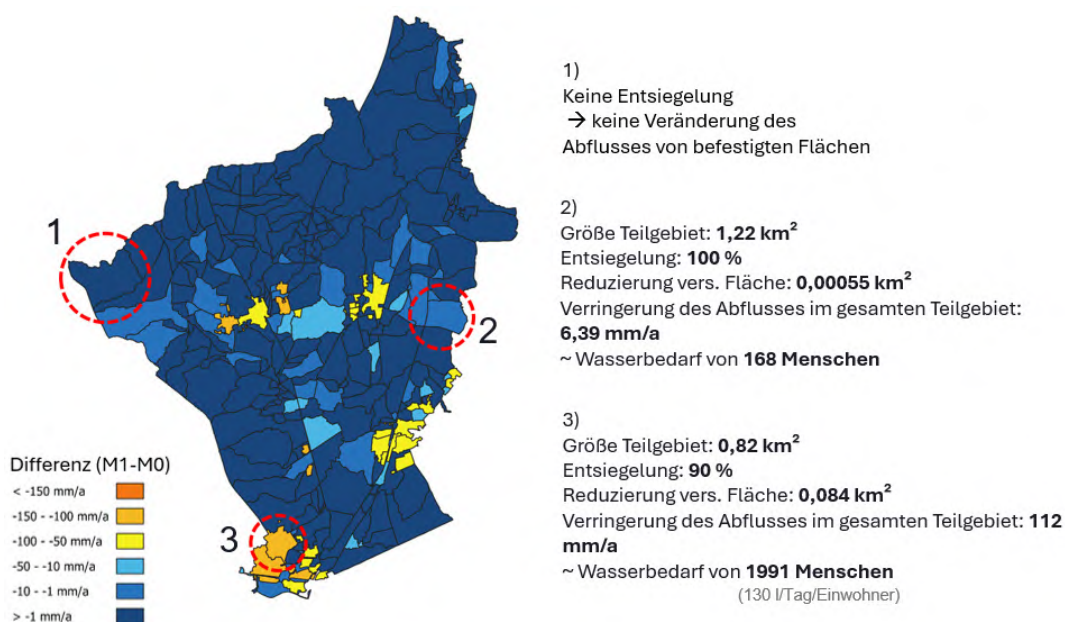 1)
Keine Entsiegelung
→ keine Veränderung des
Abflusses von befestigten Flächen
1
2)
Größe Teilgebiet: 1,22 km²
Entsiegelung: 100 %
Reduzierung vers. Fläche: 0,00055 km²
Verringerung des Abflusses im gesamten Teilgebiet:
6,39 mm/a
~ Wasserbedarf von 168 Menschen
2
3)
Größe Teilgebiet: 0,82 km²
Entsiegelung: 90 %
Reduzierung vers. Fläche: 0,084 km²
Verringerung des Abflusses im gesamten Teilgebiet: 112
mm/a
~ Wasserbedarf von 1991 Menschen
(130 l/Tag/Einwohner)
3
Differenz (M1-M0)
< -150 mm/a
-150 - -100 mm/a
-100 - -50 mm/a
-50 - -10 mm/a
-10 - -1 mm/a
> -1 mm/a